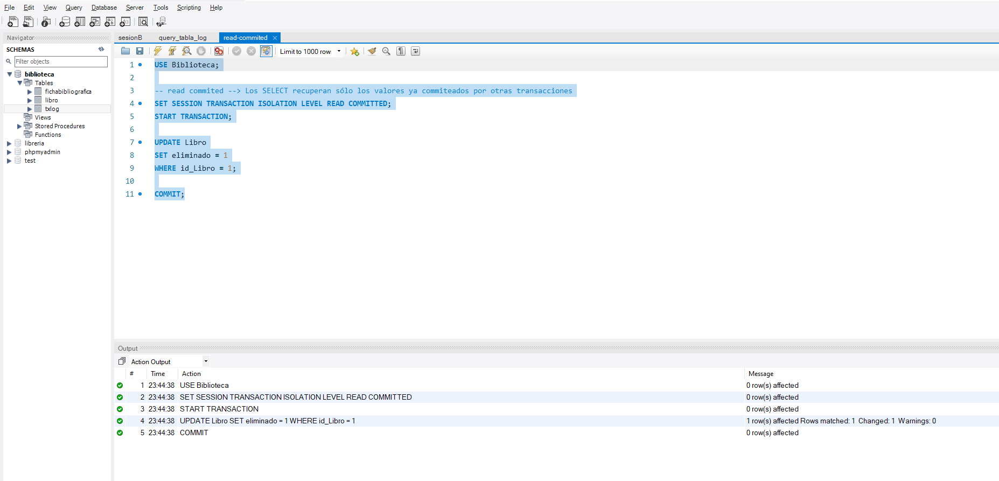 File Edit View Query Database Server Tools Scripting Help
Navigator
SCHEMAS
Filter objects
biblioteca
Tables
fichabibliografica
libro
txlog
Views
Stored Procedures
Functions
libreria
phpmyadmin
test
sesionB query_tabla_log read-commited
Limit to 1000 row
1 USE Biblioteca;
2
3 -- read commited --> Los SELECT recuperan sólo los valores ya commiteados por otras transacciones
4 SET SESSION TRANSACTION ISOLATION LEVEL READ COMMITTED;
5 START TRANSACTION;
6
7 UPDATE Libro
8 SET eliminado = 1
9 WHERE id_Libro = 1;
10
11 COMMIT;
Output
Action Output
# Time Action Message
1 23:44:38 USE Biblioteca 0 row(s) affected
2 23:44:38 SET SESSION TRANSACTION ISOLATION LEVEL READ COMMITTED 0 row(s) affected
3 23:44:38 START TRANSACTION 0 row(s) affected
4 23:44:38 UPDATE Libro SET eliminado = 1 WHERE id_Libro = 1 1 row(s) affected Rows matched: 1 Changed: 1 Warnings: 0
5 23:44:38 COMMIT 0 row(s) affected